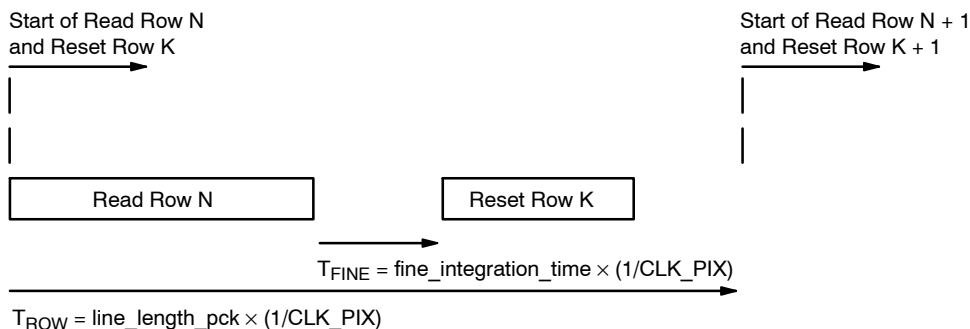 Start of Read Row N
and Reset Row K
Start of Read Row N + 1
and Reset Row K + 1
Read Row N
Reset Row K
T_FINE = fine_integration_time × (1/CLK_PIX)
T_ROW = line_length_pck × (1/CLK_PIX)